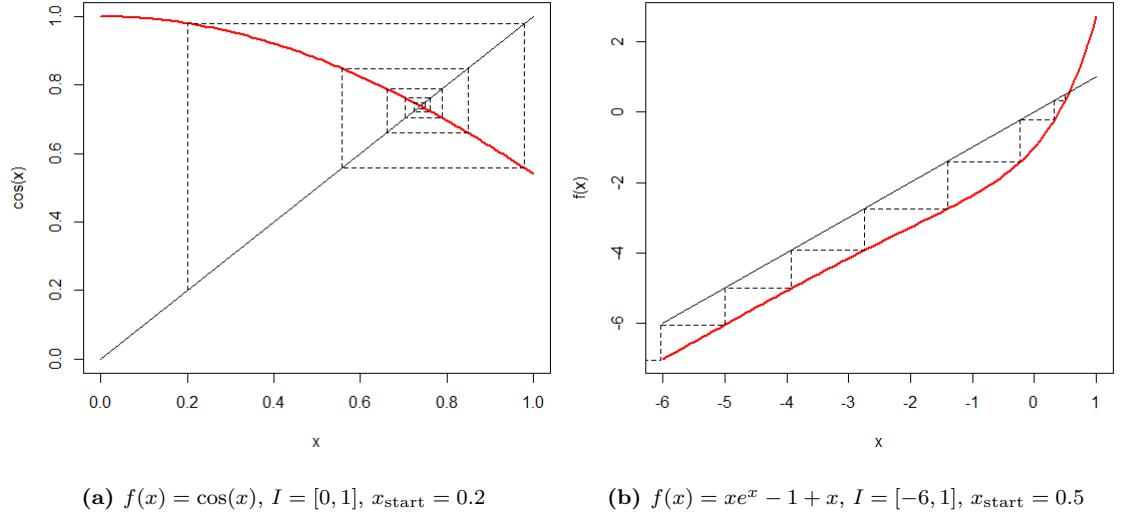 1.0
0.8
0.6
0.4
0.2
0.0
cos(x)
0.0 0.2 0.4 0.6 0.8 1.0
x
2
0
-2
-4
-6
f(x)
-6 -5 -4 -3 -2 -1 0 1
x
(a) f(x) = cos(x), I = [0, 1], x_start = 0.2
(b) f(x) = xe^x − 1 + x, I = [−6, 1], x_start = 0.5